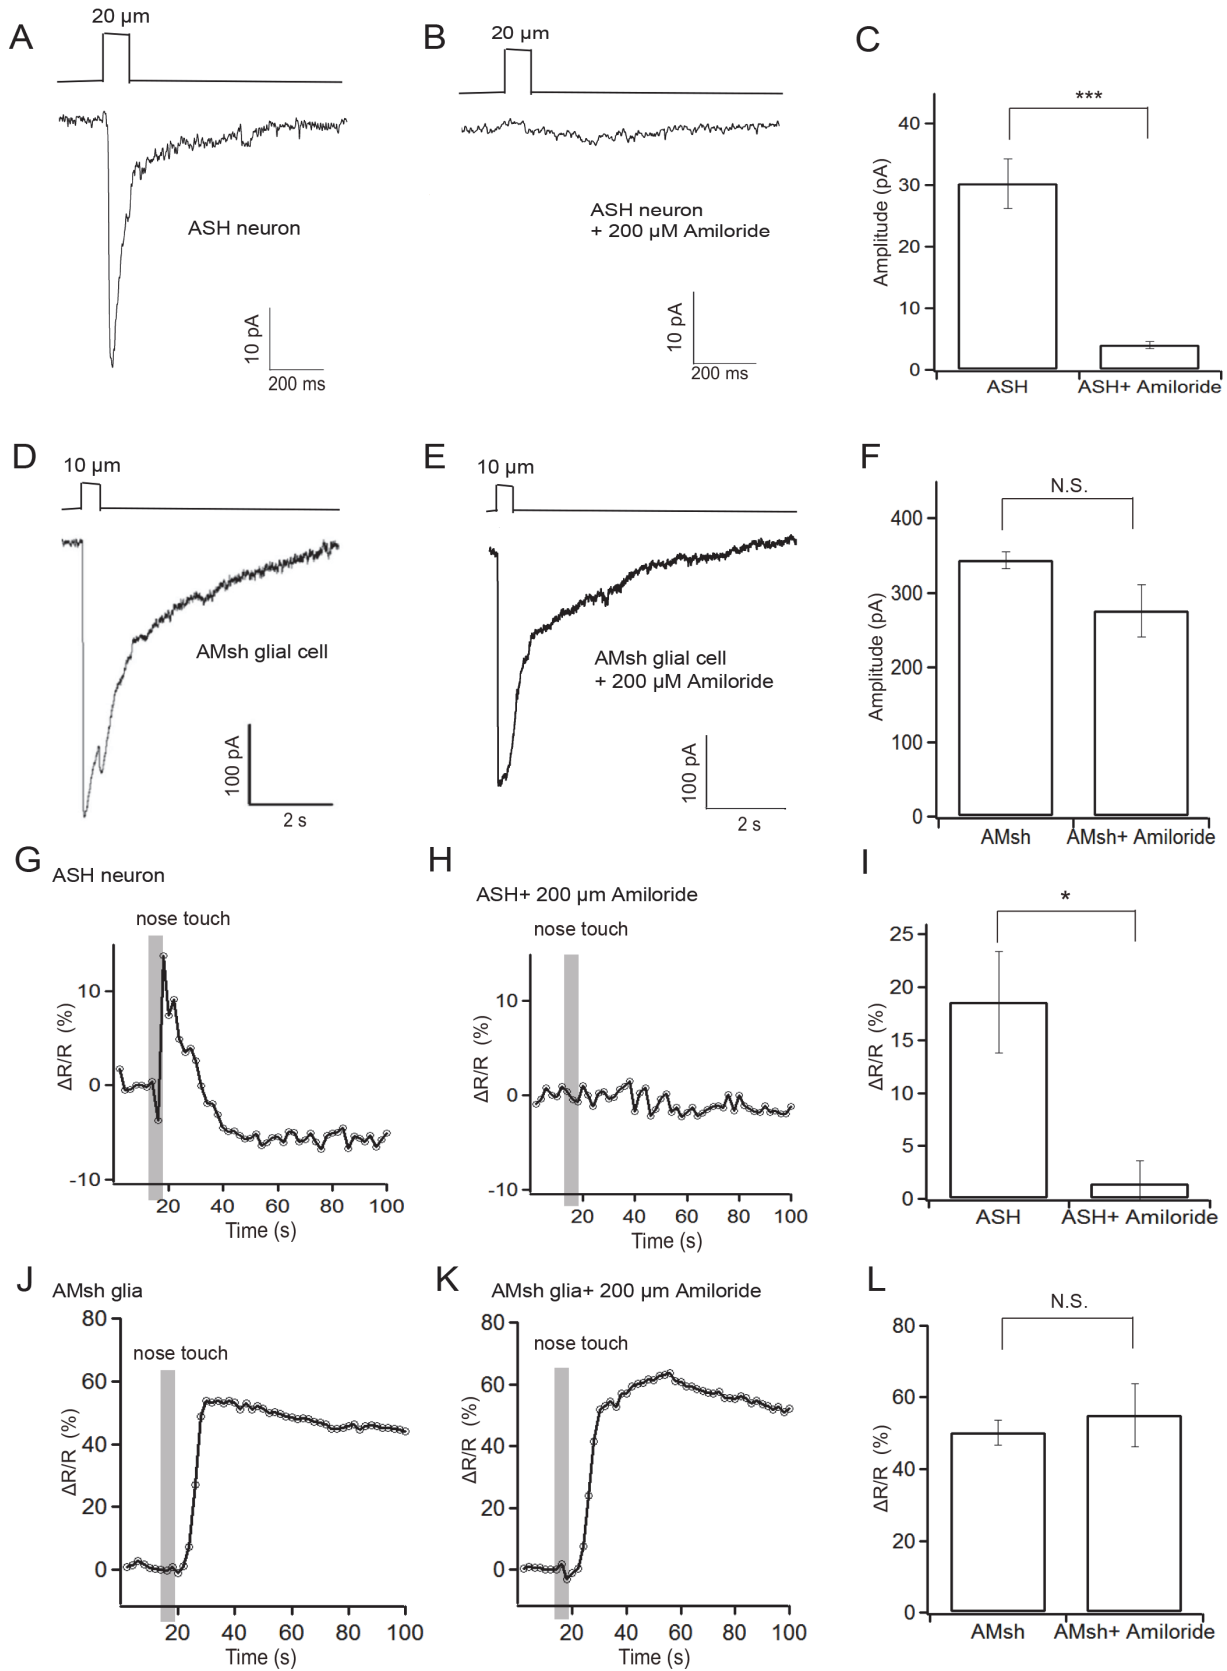 A
20 µm
ASH neuron
10 pA
200 ms
B
20 µm
ASH neuron
+ 200 µM Amiloride
10 pA
200 ms
C
***
Amplitude (pA)
40
30
20
10
0
ASH
ASH+ Amiloride
D
10 µm
AMsh glial cell
100 pA
2 s
E
10 µm
AMsh glial cell
+ 200 µM Amiloride
100 pA
2 s
F
N.S.
Amplitude (pA)
400
300
200
100
0
AMsh
AMsh+ Amiloride
G
ASH neuron
nose touch
ΔR/R (%)
10
0
-10
20 40 60 80 100
Time (s)
H
ASH+ 200 µm Amiloride
nose touch
ΔR/R (%)
10
0
-10
20 40 60 80 100
Time (s)
I
*
ΔR/R (%)
25
20
15
10
5
0
ASH
ASH+ Amiloride
J
AMsh glia
nose touch
ΔR/R (%)
80
60
40
20
0
20 40 60 80 100
Time (s)
K
AMsh glia+ 200 µm Amiloride
nose touch
ΔR/R (%)
80
60
40
20
0
20 40 60 80 100
Time (s)
L
N.S.
ΔR/R (%)
80
60
40
20
0
AMsh
AMsh+ Amiloride